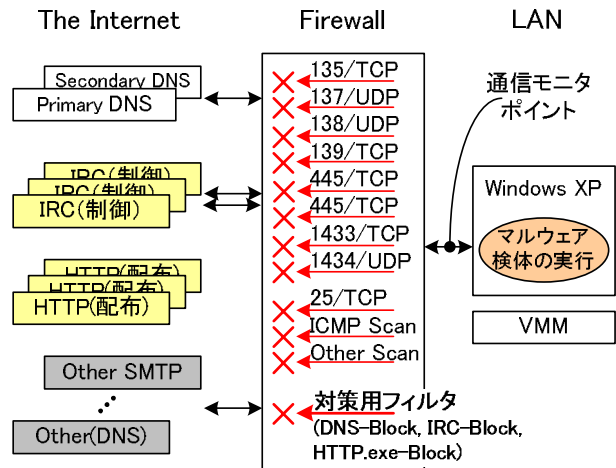 The Internet
Firewall
LAN
Secondary DNS
Primary DNS
IRC(制御)
IRC(制御)
IRC(制御)
HTTP(配布)
HTTP(配布)
HTTP(配布)
Other SMTP
Other(DNS)
135/TCP
137/UDP
138/UDP
139/TCP
445/TCP
445/TCP
1433/TCP
1434/UDP
25/TCP
ICMP Scan
Other Scan
対策用フィルタ
(DNS-Block, IRC-Block,
HTTP.exe-Block)
通信モニタ
ポイント
Windows XP
マルウェア
検体の実行
VMM